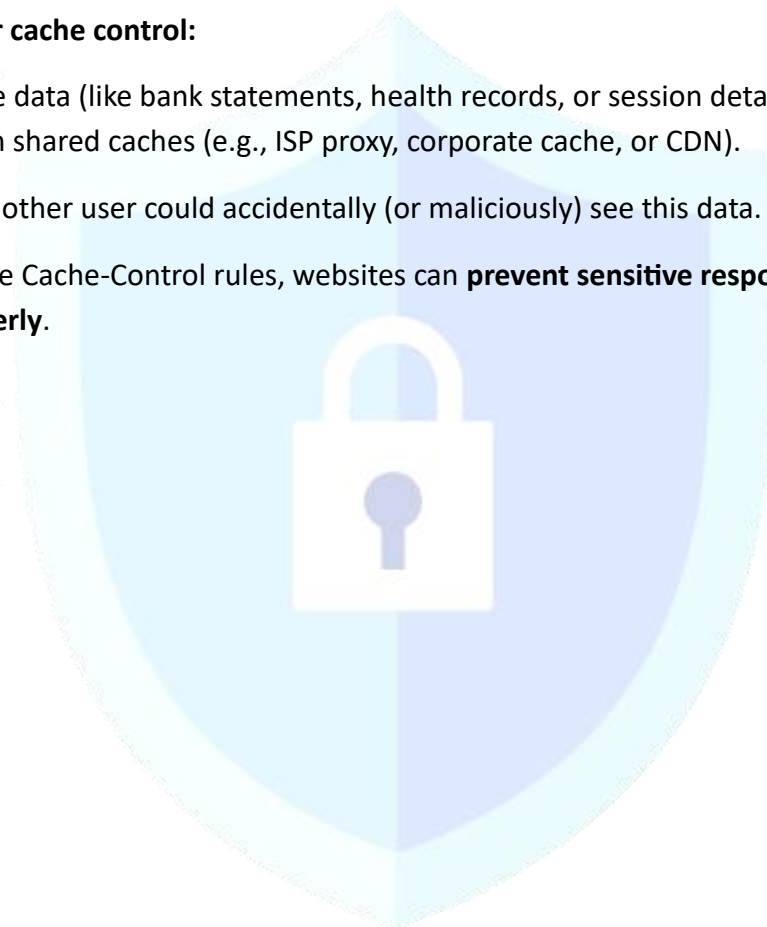 r cache control:
e data (like bank statements, health records, or session deta
n shared caches (e.g., ISP proxy, corporate cache, or CDN).
other user could accidentally (or maliciously) see this data.
e Cache-Control rules, websites can prevent sensitive respo
erly.